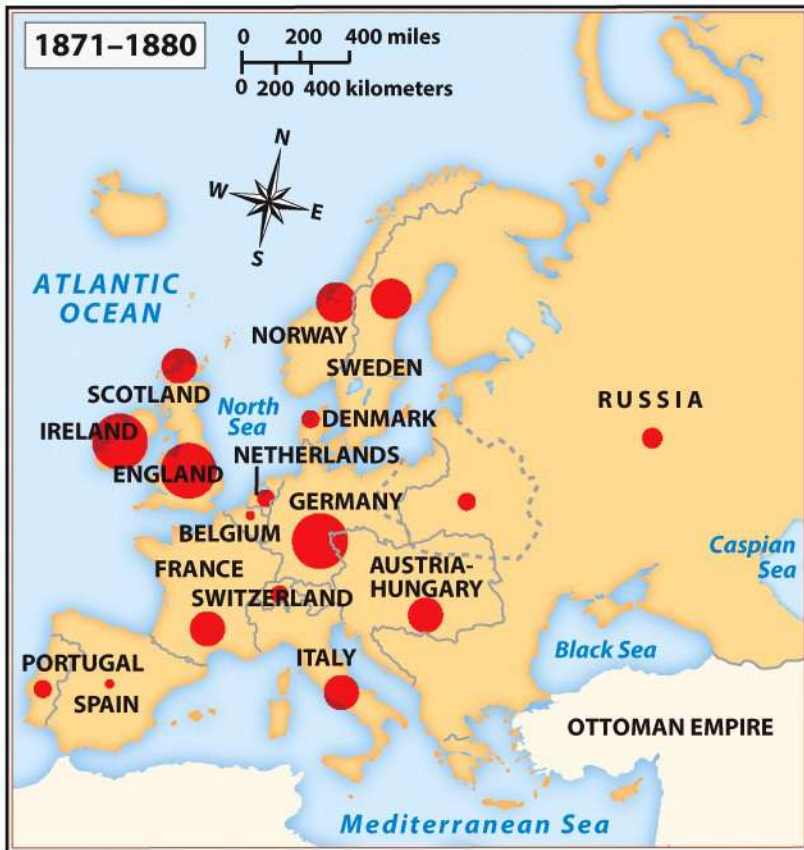 1871–1880
0 200 400 miles
0 200 400 kilometers
N
W
E
S
ATLANTIC
OCEAN
NORWAY
SWEDEN
SCOTLAND
North
Sea
DENMARK
RUSSIA
IRELAND
NETHERLANDS
ENGLAND
GERMANY
BELGIUM
Caspian
Sea
FRANCE
AUSTRIA-
HUNGARY
SWITZERLAND
Black Sea
ITALY
PORTUGAL
SPAIN
OTTOMAN EMPIRE
Mediterranean Sea